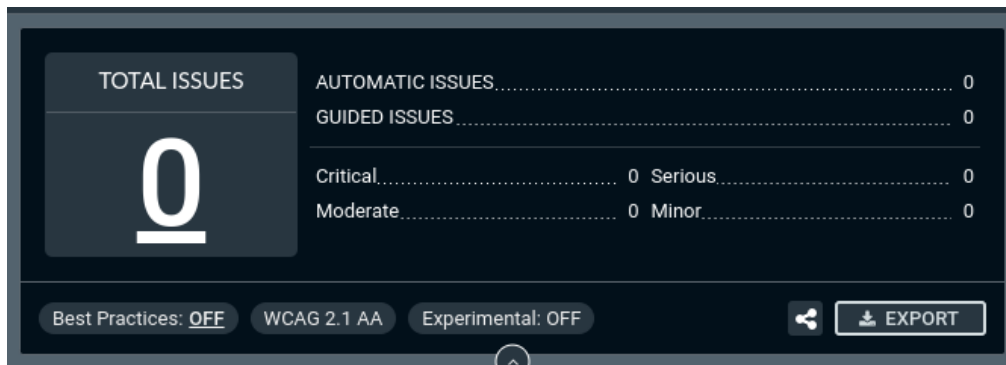 TOTAL ISSUES
0
AUTOMATIC ISSUES 0
GUIDED ISSUES 0
Critical 0 Serious 0
Moderate 0 Minor 0
Best Practices: OFF WCAG 2.1 AA Experimental: OFF EXPORT